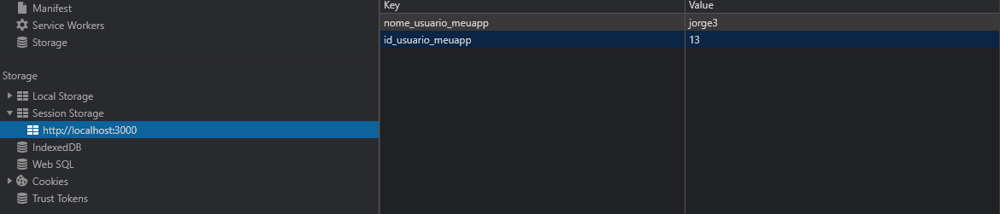 Manifest
Service Workers
Storage
Storage
Local Storage
Session Storage
http://localhost:3000
IndexedDB
Web SQL
Cookies
Trust Tokens
Key Value
nome_usuario_meuapp jorge3
id_usuario_meuapp 13